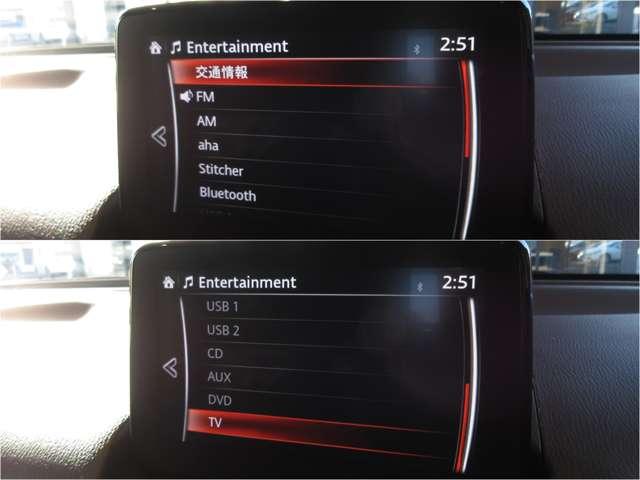 Entertainment 2:51
交通情報
FM
AM
aha
Stitcher
Bluetooth
Entertainment 2:51
USB 1
USB 2
CD
AUX
DVD
TV